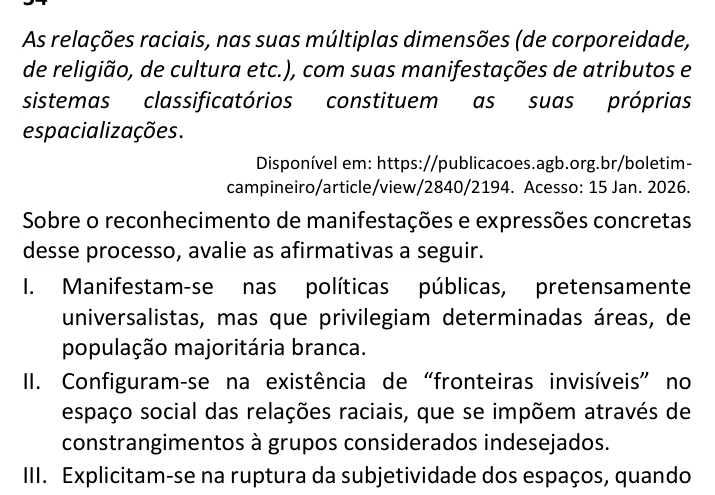 As relações raciais, nas suas múltiplas dimensões (de corporeidade,
de religião, de cultura etc.), com suas manifestações de atributos e
sistemas classificatórios constituem as suas próprias
espacializações.
Disponível em: https://publicacoes.agb.org.br/boletim-
campineiro/article/view/2840/2194. Acesso: 15 Jan. 2026.
Sobre o reconhecimento de manifestações e expressões concretas
desse processo, avalie as afirmativas a seguir.
I. Manifestam-se nas políticas públicas, pretensamente
universalistas, mas que privilegiam determinadas áreas, de
população majoritária branca.
II. Configuram-se na existência de “fronteiras invisíveis” no
espaço social das relações raciais, que se impõem através de
constrangimentos à grupos considerados indesejados.
III. Explicitam-se na ruptura da subjetividade dos espaços, quando